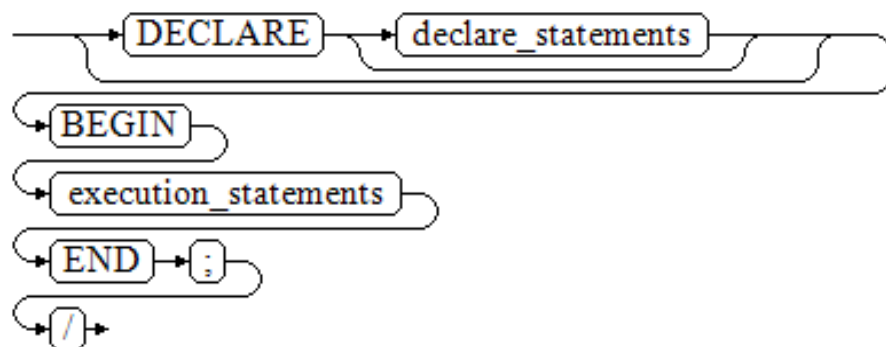 DECLARE declare_statements
BEGIN
execution_statements
END ;
/